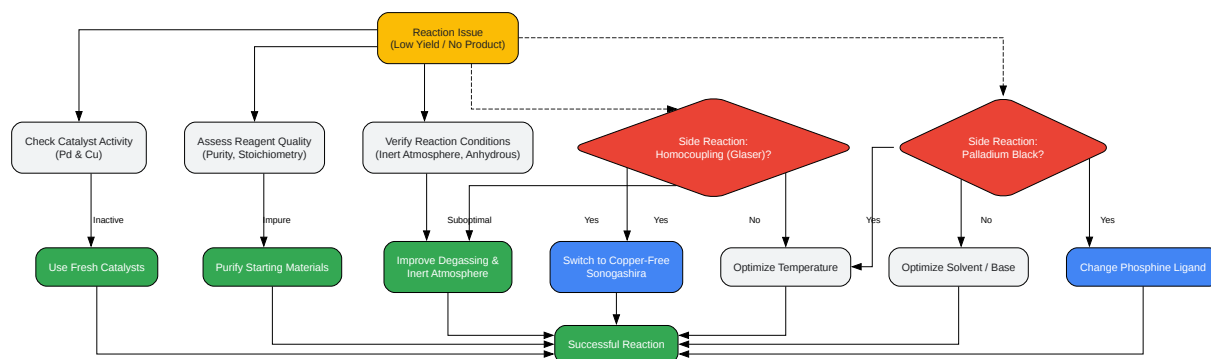 Reaction Issue
(Low Yield / No Product)
Check Catalyst Activity
(Pd & Cu)
Assess Reagent Quality
(Purity, Stoichiometry)
Verify Reaction Conditions
(Inert Atmosphere, Anhydrous)
Side Reaction:
Homocoupling (Glaser)?
Side Reaction:
Palladium Black?
Inactive
Impure
Suboptimal
Yes
Yes
No
Yes
No
Yes
Use Fresh Catalysts
Purify Starting Materials
Improve Degassing &
Inert Atmosphere
Switch to Copper-Free
Sonogashira
Optimize Temperature
Optimize Solvent / Base
Change Phosphine Ligand
Successful Reaction